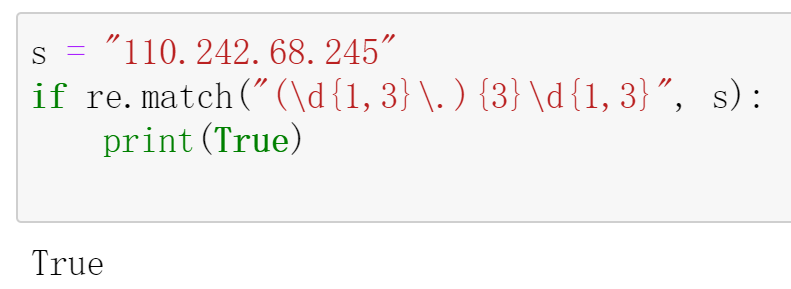 s = "110.242.68.245"
if re.match("(\d{1,3}\.){3}\d{1,3}", s):
    print(True)
True